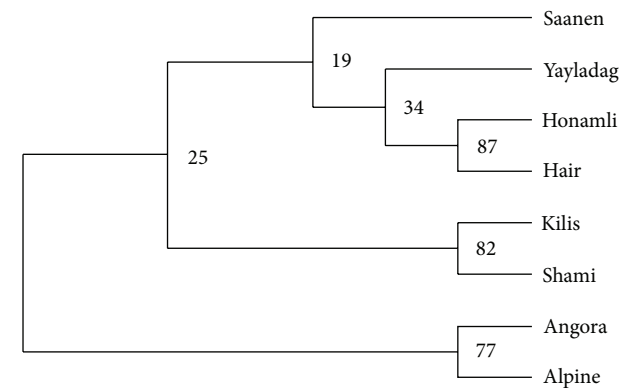 Saanen
19
Yayladag
34
Honamli
87
Hair
25
Kilis
82
Shami
Angora
77
Alpine